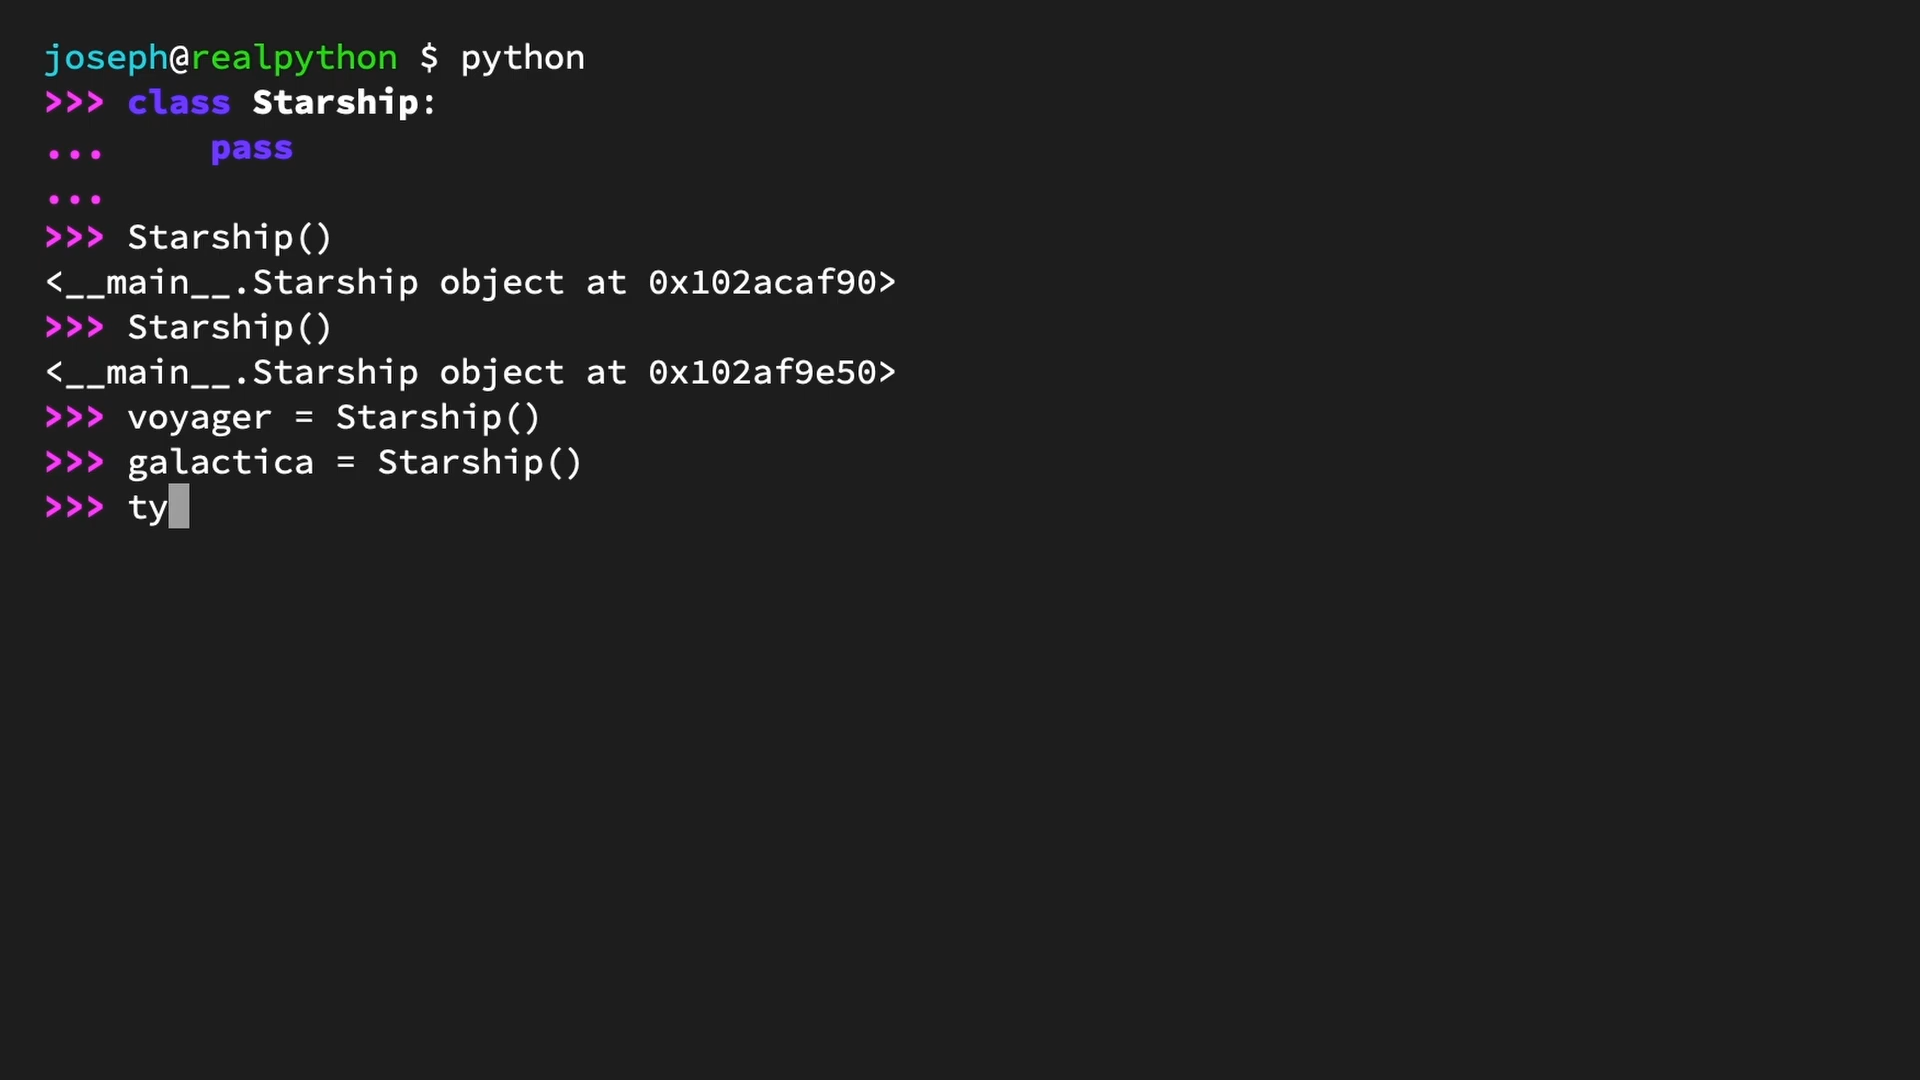 joseph@realpython $ python
>>> class Starship:
...     pass
...
>>> Starship()
<__main__.Starship object at 0x102acaf90>
>>> Starship()
<__main__.Starship object at 0x102af9e50>
>>> voyager = Starship()
>>> galactica = Starship()
>>> ty